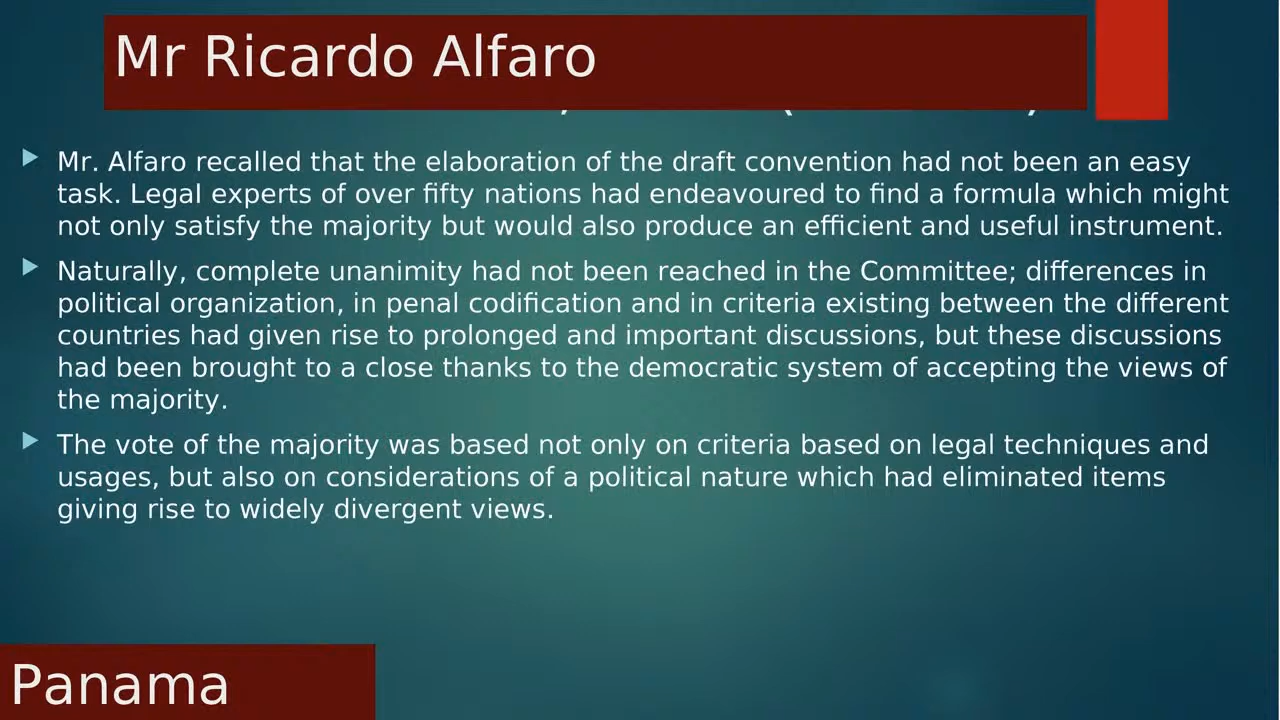 Mr Ricardo Alfaro
Mr. Alfaro recalled that the elaboration of the draft convention had not been an easy
task. Legal experts of over fifty nations had endeavoured to find a formula which might
not only satisfy the majority but would also produce an efficient and useful instrument.
Naturally, complete unanimity had not been reached in the Committee; differences in
political organization, in penal codification and in criteria existing between the different
countries had given rise to prolonged and important discussions, but these discussions
had been brought to a close thanks to the democratic system of accepting the views of
the majority.
The vote of the majority was based not only on criteria based on legal techniques and
usages, but also on considerations of a political nature which had eliminated items
giving rise to widely divergent views.
Panama